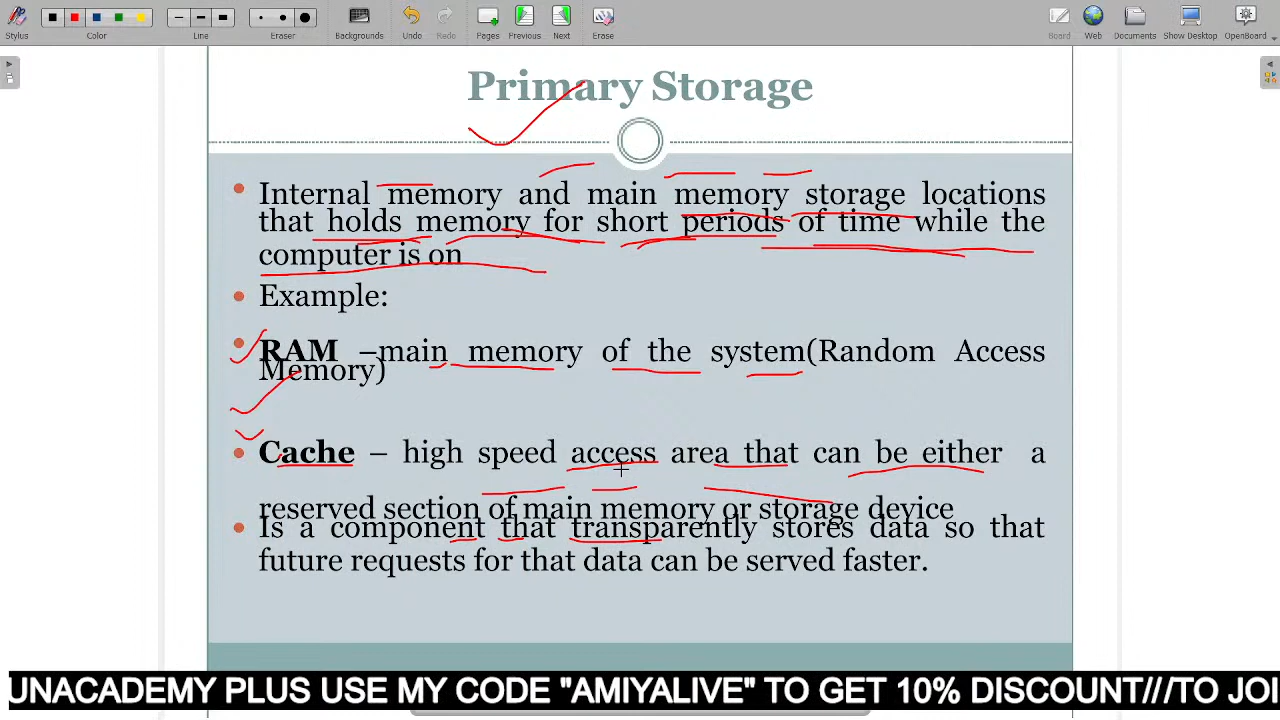 Stylus Color Line Eraser Backgrounds Undo Redo Pages Previous Next Erase Board Web Documents Show Desktop OpenBoard
Primary Storage
Internal memory and main memory storage locations
that holds memory for short periods of time while the
computer is on
Example:
RAM –main memory of the system(Random Access
Memory)
Cache – high speed access area that can be either a
reserved section of main memory or storage device
Is a component that transparently stores data so that
future requests for that data can be served faster.
UNACADEMY PLUS USE MY CODE "AMIYALIVE" TO GET 10% DISCOUNT///TO JOI